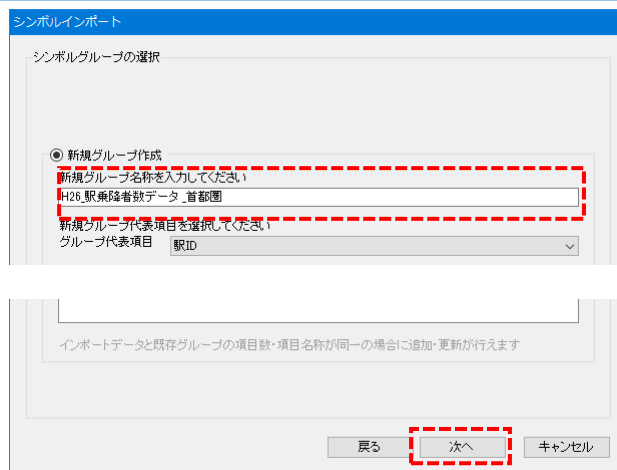 シンボルインポート
シンボルグループの選択
新規グループ作成
新規グループ名称を入力してください
H26_駅乗降者数データ_首都圏
新規グループ代表項目を選択してください
グループ代表項目 駅ID
インポートデータと既存グループの項目数・項目名称が同一の場合に追加・更新が行えます
戻る 次へ キャンセル